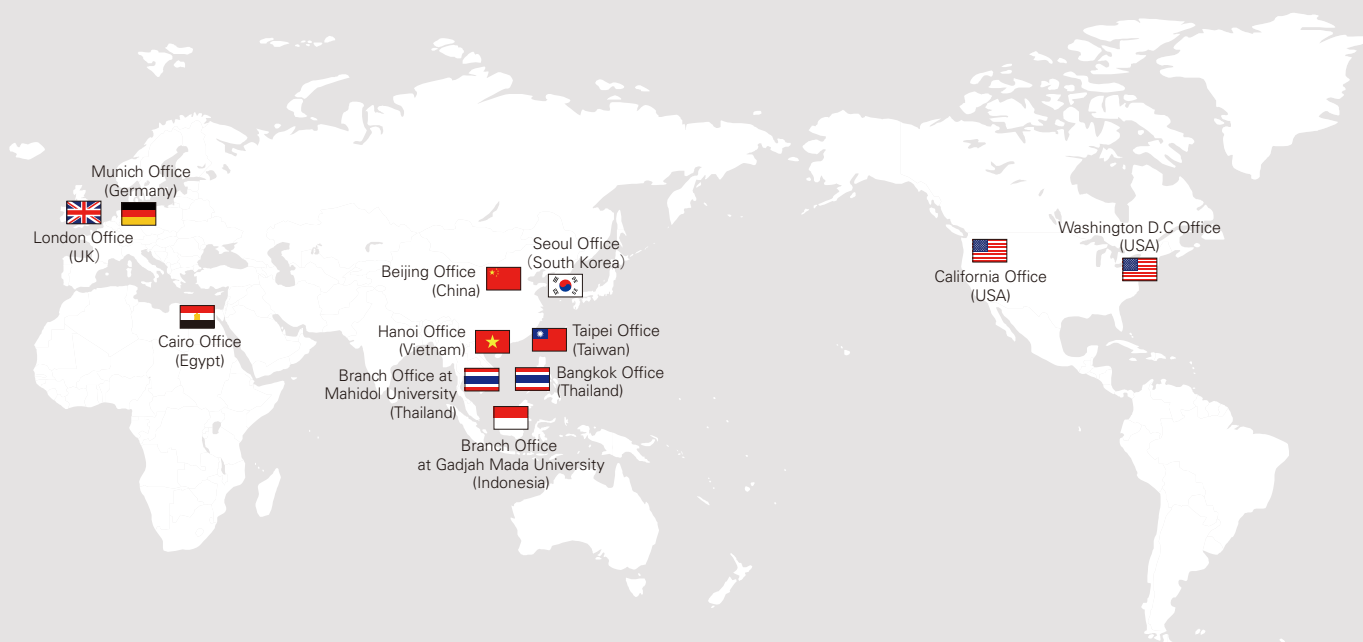 Munich Office
(Germany)
London Office
(UK）
Cairo Office
(Egypt)
Beijing Office
(China)
Seoul Office
（South Korea）
Hanoi Office
(Vietnam)
Taipei Office
(Taiwan)
Branch Office at
Mahidol University
(Thailand)
Bangkok Office
(Thailand)
Branch Office
at Gadjah Mada University
(Indonesia)
California Office
(USA)
Washington D.C Office
(USA)